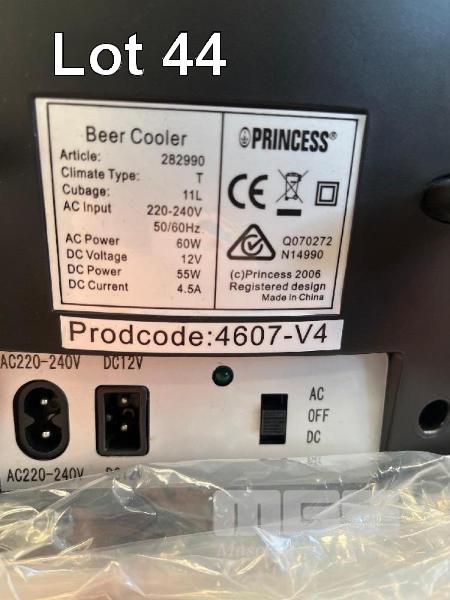 Lot 44
Beer Cooler
Article: 282990
Climate Type: T
Cubage: 11L
AC Input 220-240V
50/60Hz
AC Power 60W
DC Voltage 12V
DC Power 55W
DC Current 4.5A
PRINCESS®
CE
Q070272
N14990
(c)Princess 2006
Registered design
Made in China
Prodcode:4607-V4
AC220-240V DC12V
AC
OFF
DC
AC220-240V DC12V